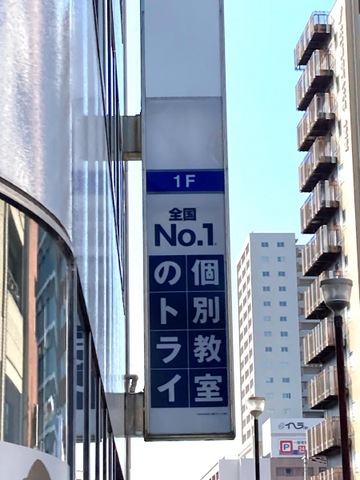 1F
全国
No.1
個別教室
のトライ
P